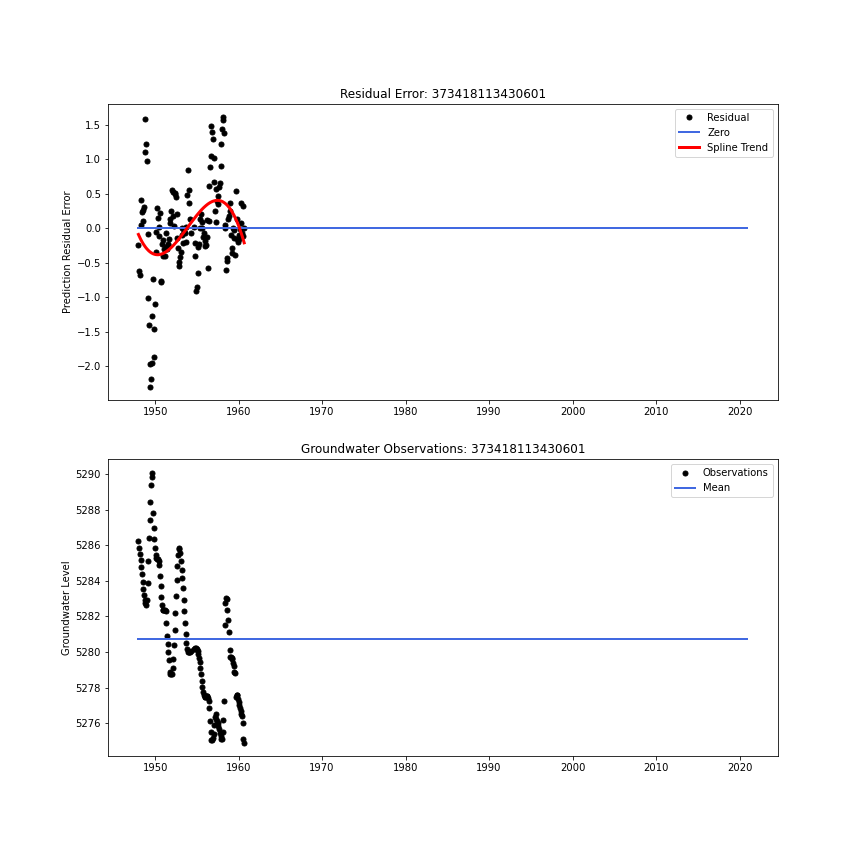 Residual Error: 373418113430601
Prediction Residual Error
1.5
1.0
0.5
0.0
−0.5
−1.0
−1.5
−2.0
Residual
Zero
Spline Trend
1950 1960 1970 1980 1990 2000 2010 2020
Groundwater Observations: 373418113430601
Groundwater Level
5290
5288
5286
5284
5282
5280
5278
5276
Observations
Mean
1950 1960 1970 1980 1990 2000 2010 2020